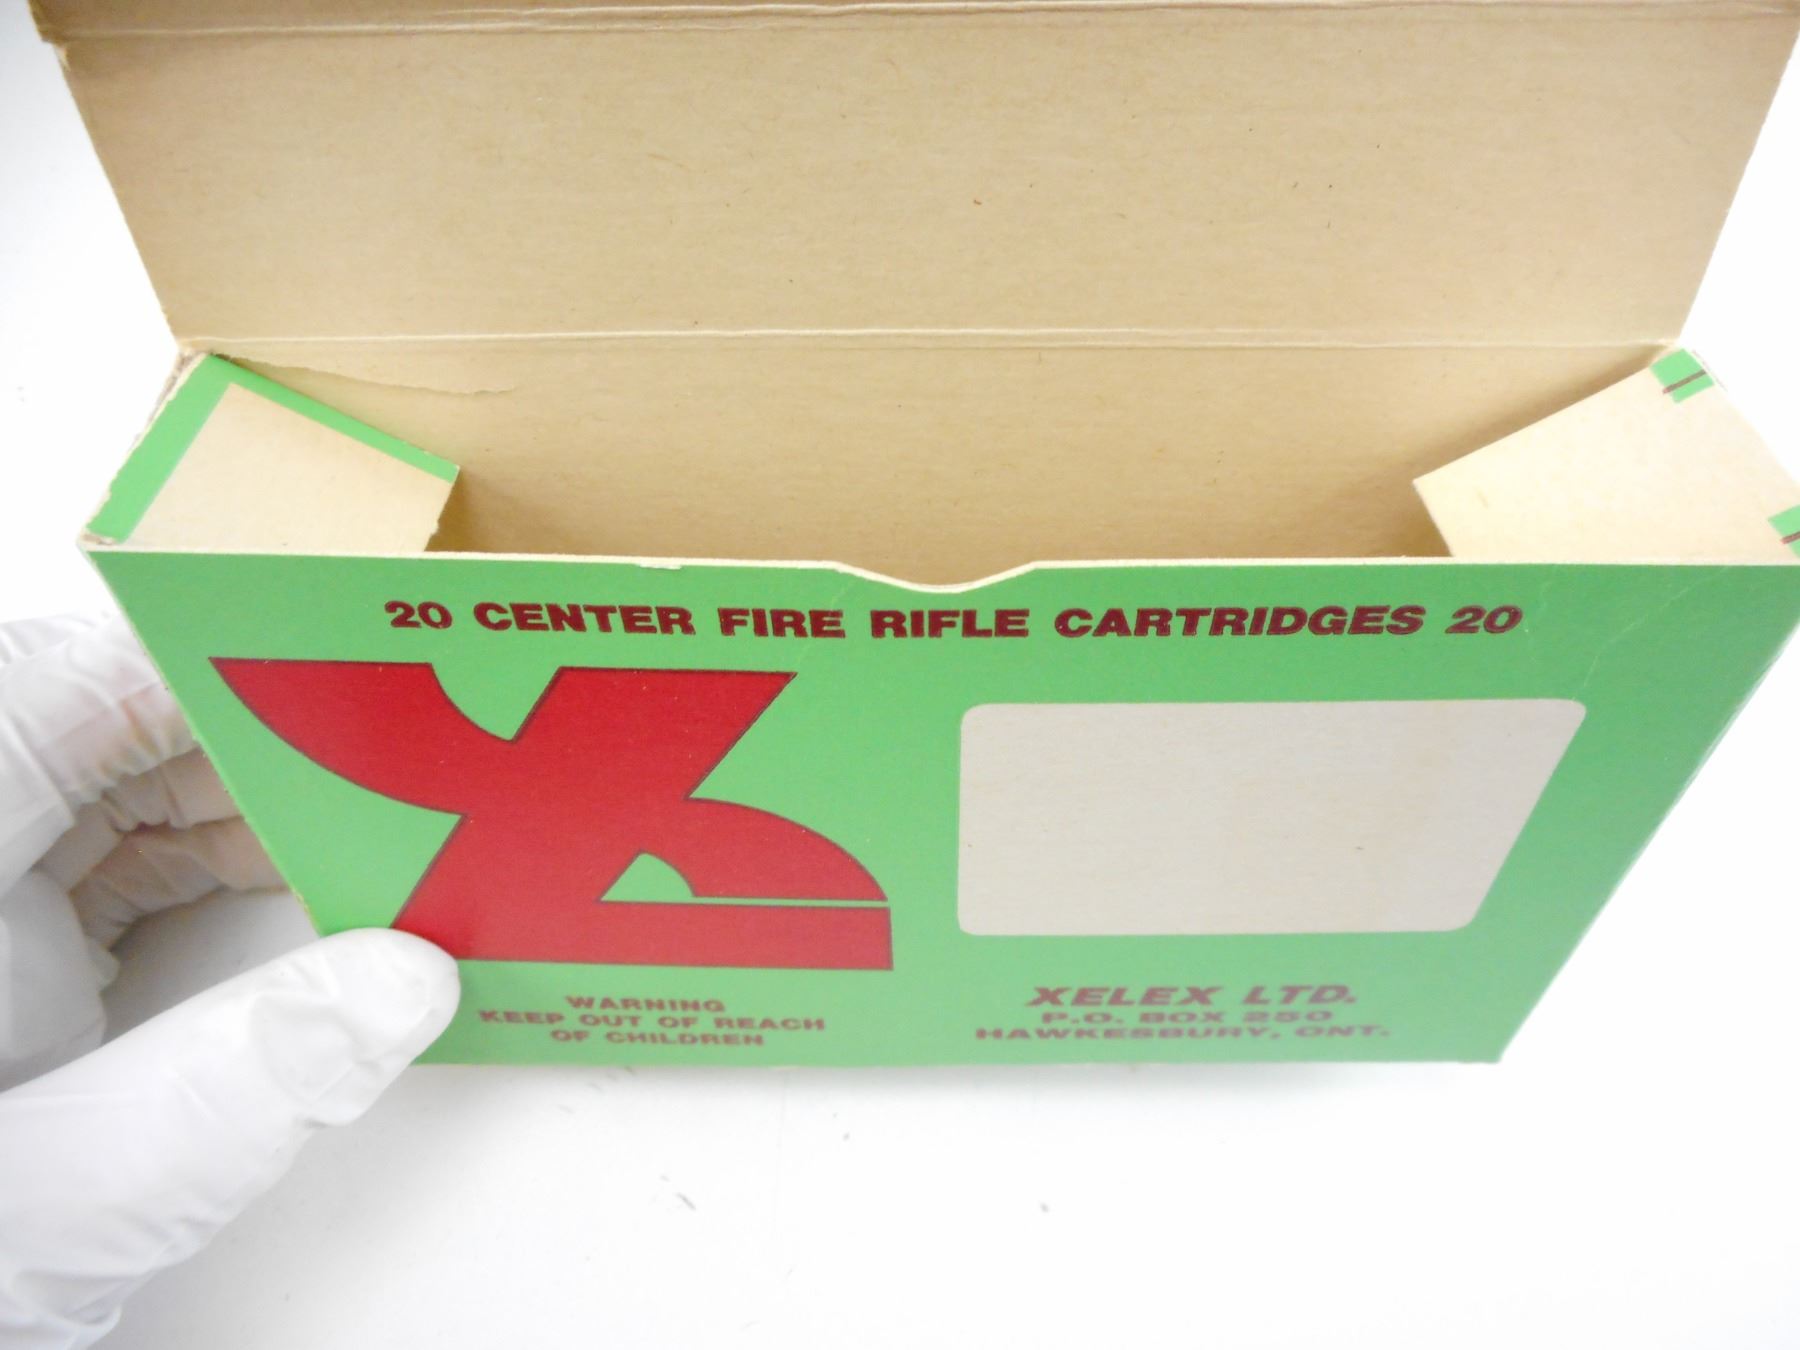 20 CENTER FIRE RIFLE CARTRIDGES 20
WARNING
KEEP OUT OF REACH
OF CHILDREN
XELEX LTD.
P.O. BOX 250
HAWKESBURY, ONT.